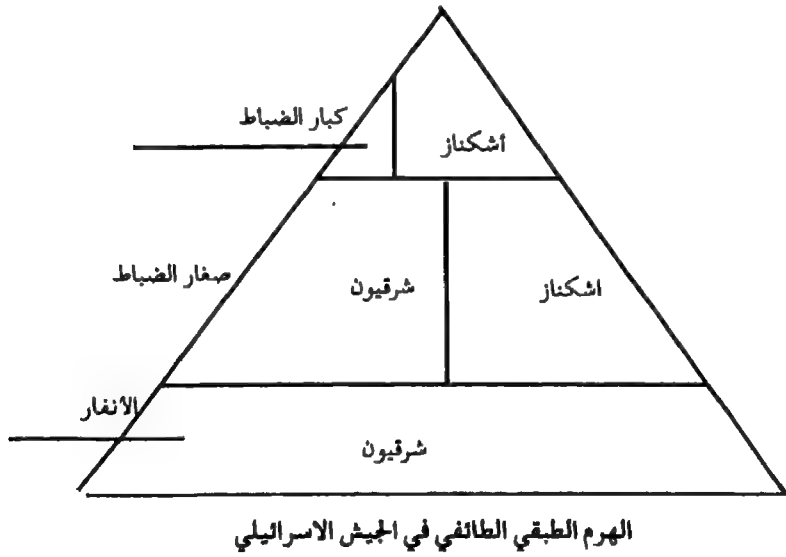 كبار الضباط
أشكناز
صغار الضباط
شرقيون
اشكناز
الأنفار
شرقيون
الهرم الطبقي الطائفي في الجيش الاسرائيلي